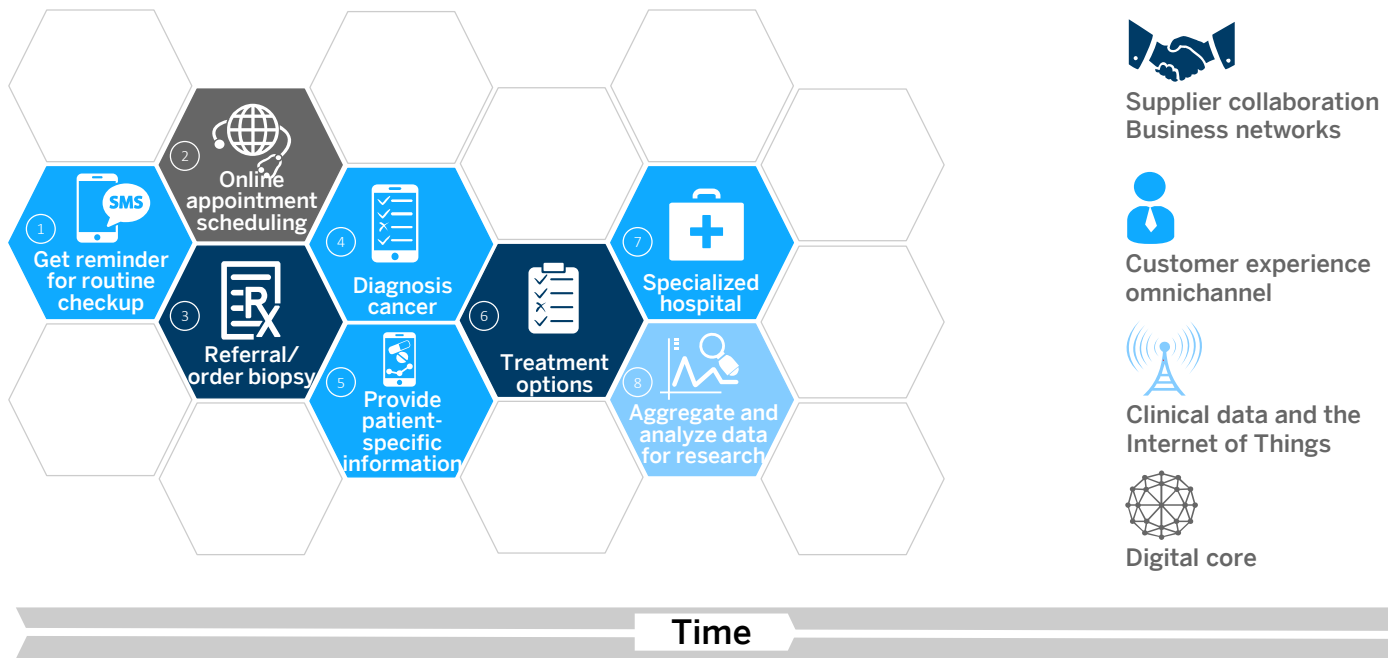 1
SMS
Get reminder
for routine
checkup
2
Online
appointment
scheduling
3
Rx
Referral/
order biopsy
4
Diagnosis
cancer
5
Provide
patient-
specific
information
6
Treatment
options
7
Specialized
hospital
8
Aggregate and
analyze data
for research
Supplier collaboration
Business networks
Customer experience
omnichannel
Clinical data and the
Internet of Things
Digital core
Time